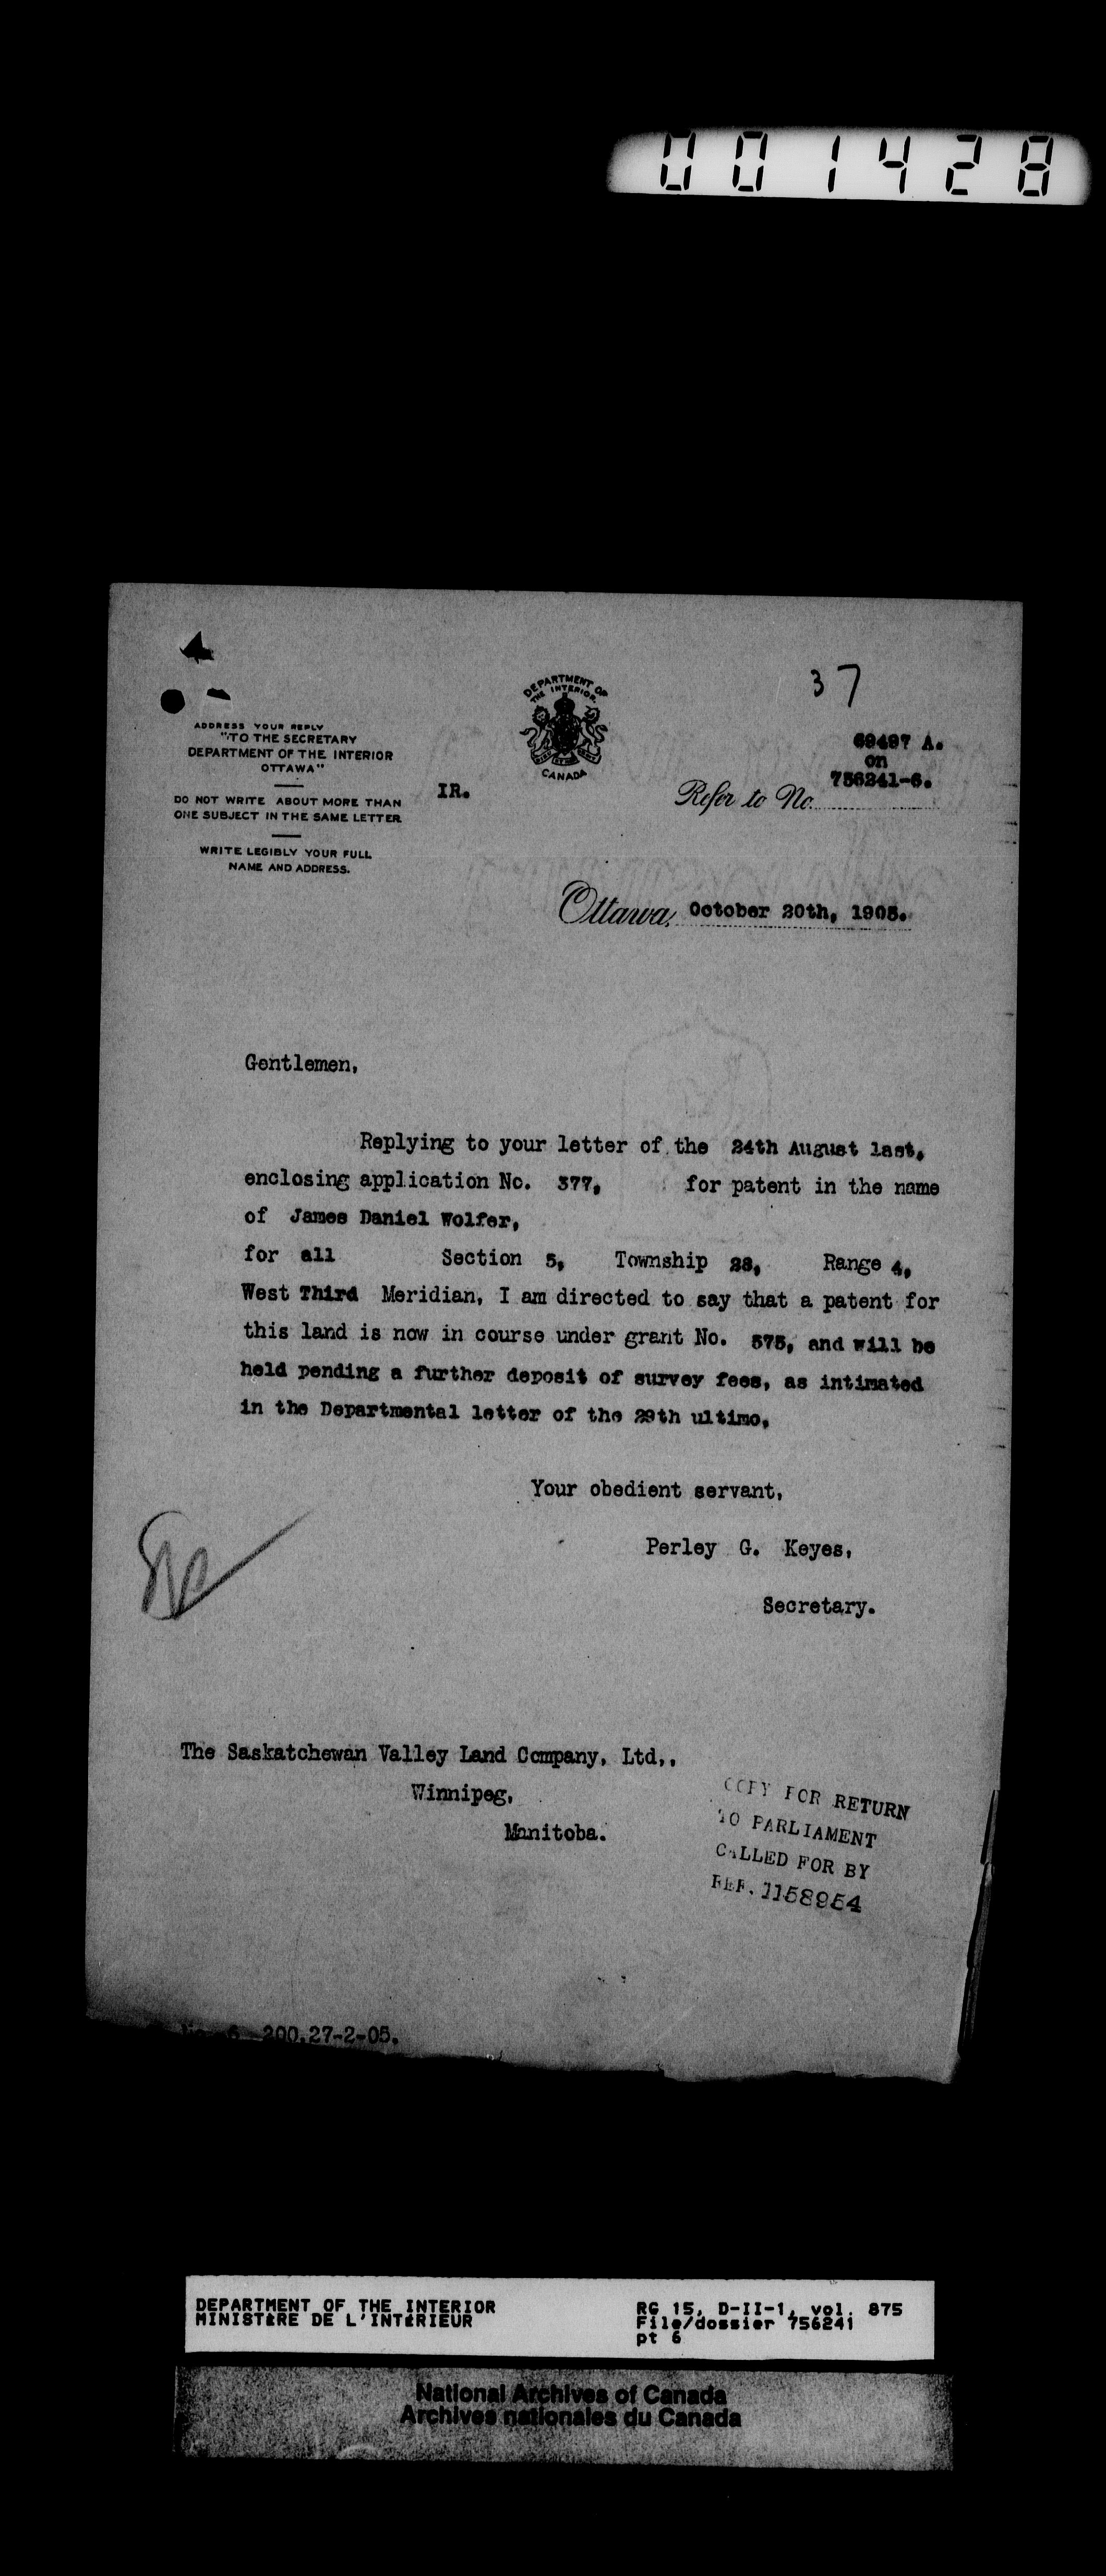 001428
37
DEPARTMENT OF
THE INTERIOR.
CANADA
ADDRESS YOUR REPLY
"TO THE SECRETARY
DEPARTMENT OF THE INTERIOR
OTTAWA"
DO NOT WRITE ABOUT MORE THAN
ONE SUBJECT IN THE SAME LETTER
WRITE LEGIBLY YOUR FULL
NAME AND ADDRESS.
IR.
69497 A.
on
Refer to No. 756241-6.
Ottawa, October 20th, 1905.
Gentlemen,
Replying to your letter of the 24th August last,
enclosing application No. 377, for patent in the name
of James Daniel Wolfer,
for all Section 5, Township 28, Range 4,
West Third Meridian, I am directed to say that a patent for
this land is now in course under grant No. 575, and will be
held pending a further deposit of survey fees, as intimated
in the Departmental letter of the 29th ultimo.
Your obedient servant,
Perley G. Keyes,
Secretary.
The Saskatchewan Valley Land Company, Ltd.,
Winnipeg,
Manitoba.
COPY FOR RETURN
TO PARLIAMENT
CALLED FOR BY
REF. 1158954
200.27-2-05.
DEPARTMENT OF THE INTERIOR
MINISTÈRE DE L'INTÉRIEUR
RG 15, D-II-1, vol. 875
File/dossier 756241
pt 6
National Archives of Canada
Archives nationales du Canada